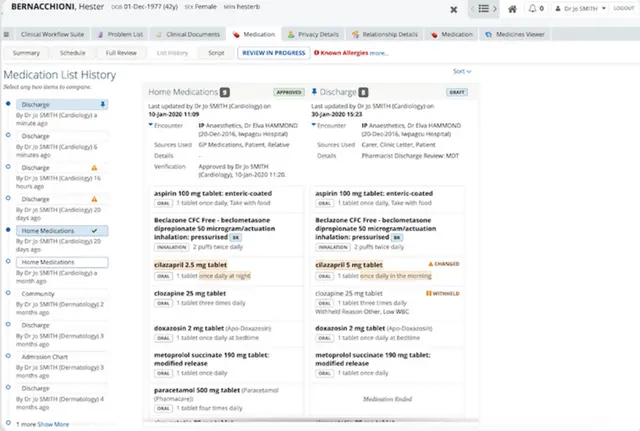 BERNACCHIONI, Hester DOB 01-Dec-1977 (42y) SEX Female MRN hesterb
0 Dr Jo SMITH LOGOUT
Clinical Workflow Suite Problem List Clinical Documents Medication Privacy Details Relationship Details Medication Medicines Viewer
Summary Schedule Full Review List History Script REVIEW IN PROGRESS Known Allergies more...
Medication List History
Select any two items to compare.
Sort
Discharge
By Dr Jo SMITH (Cardiology) a
minute ago
Discharge
By Dr Jo SMITH (Cardiology) 6
minutes ago
Discharge
By Dr Jo SMITH (Cardiology) 16
hours ago
Discharge
By Dr Jo SMITH (Cardiology) 20
days ago
Home Medications
By Dr Jo SMITH (Cardiology) 20
days ago
Home Medications
By Dr Jo SMITH (Cardiology) a
month ago
Community
By Dr Jo SMITH (Dermatology) 2
months ago
Discharge
By Dr Jo SMITH (Dermatology) 3
months ago
Admission Chart
By Dr Jo SMITH (Dermatology) 3
months ago
Discharge
By Dr Jo SMITH (Dermatology) 4
months ago
1 more Show More
Home Medications 9 APPROVED
Last updated by Dr Jo SMITH (Cardiology) on
10-Jan-2020 11:09
Encounter IP Anaesthetics, Dr Elva HAMMOND
(20-Dec-2016, Iwpagcu Hospital)
Sources Used GP Medications, Patient, Relative
Details -
Verification Approved by Dr Jo SMITH
(Cardiology), 10-Jan-2020 11:20.
aspirin 100 mg tablet: enteric-coated
ORAL 1 tablet once daily, Take with food
Beclazone CFC Free - beclometasone
dipropionate 50 microgram/actuation
inhalation: pressurised BR
INHALATION 2 puffs twice daily
cilazapril 2.5 mg tablet
ORAL 1 tablet once daily at night
clozapine 25 mg tablet
ORAL 1 tablet three times daily
doxazosin 2 mg tablet (Apo-Doxazosin)
ORAL 1 tablet once daily at bedtime
metoprolol succinate 190 mg tablet:
modified release
ORAL 1 tablet once daily
paracetamol 500 mg tablet (Paracetamol
(Pharmacare))
ORAL 1 tablet four times daily
Discharge 8 DRAFT
Last updated by Dr Jo SMITH (Cardiology) on
30-Jan-2020 15:23
Encounter IP Anaesthetics, Dr Elva HAMMOND
(20-Dec-2016, Iwpagcu Hospital)
Sources Used Carer, Clinic Letter, Patient
Details Pharmacist Discharge Review: MDT
aspirin 100 mg tablet: enteric-coated
ORAL 1 tablet once daily, Take with food
Beclazone CFC Free - beclometasone
dipropionate 50 microgram/actuation
inhalation: pressurised BR
INHALATION 2 puffs twice daily
cilazapril 5 mg tablet CHANGED
ORAL 1 tablet once daily in the morning
clozapine 25 mg tablet WITHHELD
ORAL 1 tablet three times daily
Withheld Reason Other, Low WBC
doxazosin 2 mg tablet (Apo-Doxazosin)
ORAL 1 tablet once daily at bedtime
metoprolol succinate 190 mg tablet:
modified release
ORAL 1 tablet once daily
Medication Ended